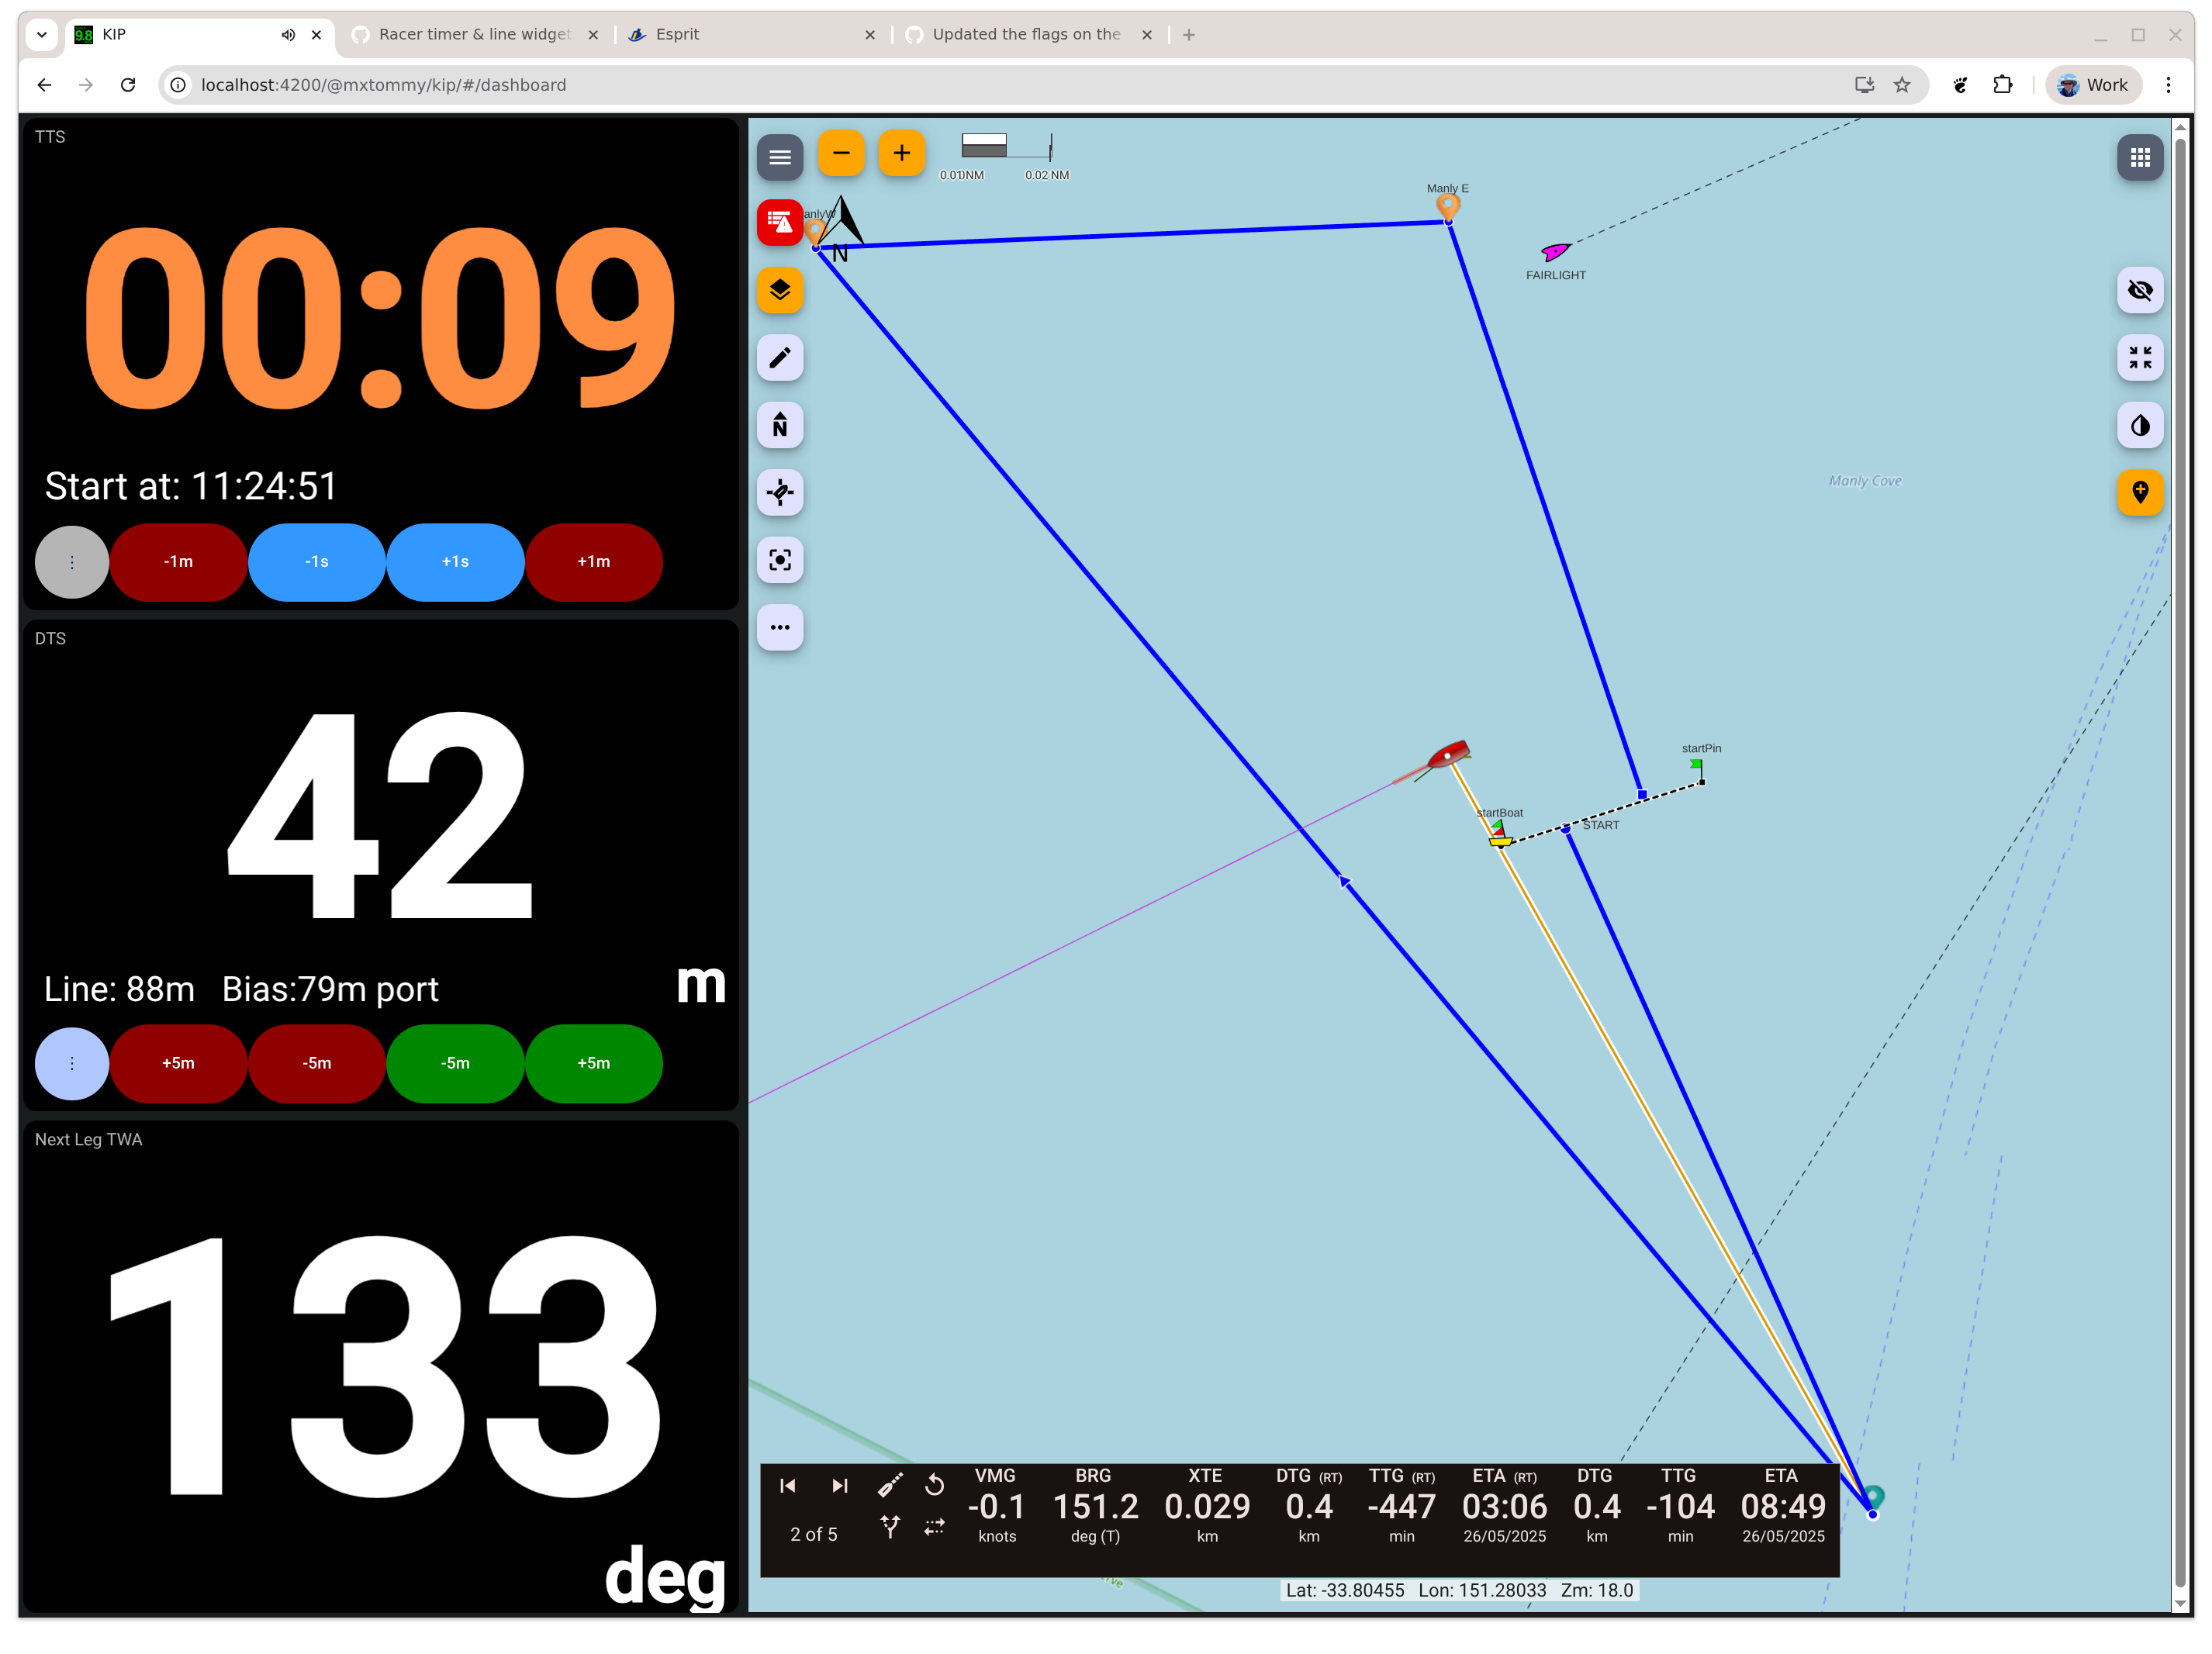 9.8 KIP
Racer timer & line widget
Esprit
Updated the flags on the
localhost:4200/@mxtommy/kip/#/dashboard
Work
TTS
00:09
Start at: 11:24:51
-1m
-1s
+1s
+1m
DTS
42
Line: 88m Bias:79m port
m
+5m
-5m
-5m
+5m
Next Leg TWA
133
deg
0.01 NM
0.02 NM
anlyW
N
N
Manly E
FAIRLIGHT
Manly Cove
startPin
startBoat
START
2 of 5
VMG
-0.1
knots
BRG
151.2
deg (T)
XTE
0.029
km
DTG (RT)
0.4
km
TTG (RT)
-447
min
ETA (RT)
03:06
26/05/2025
DTG
0.4
km
TTG
-104
min
ETA
08:49
26/05/2025
Lat: -33.80455 Lon: 151.28033 Zm: 18.0